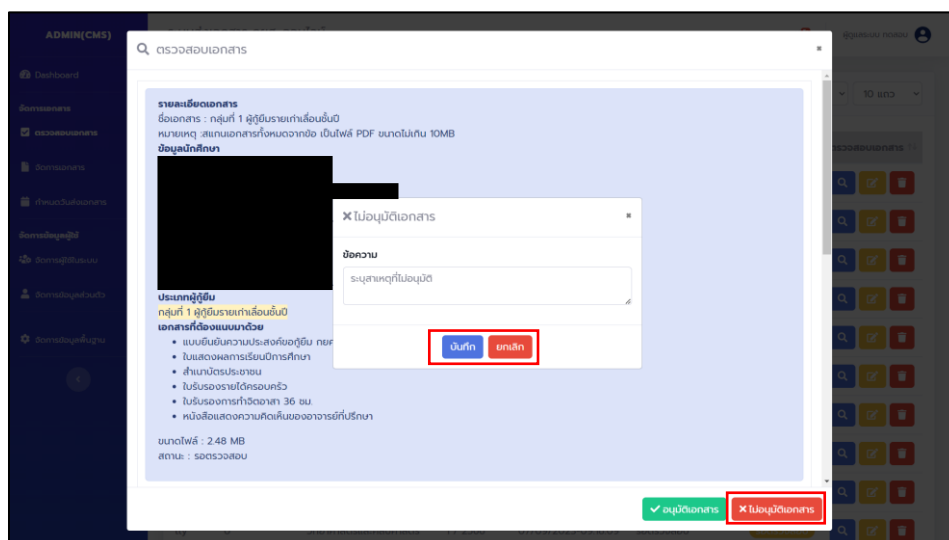 ADMIN(CMS)
ผู้ดูแลระบบ ทดสอบ
ตรวจสอบเอกสาร
Dashboard
จัดการเอกสาร
ตรวจสอบเอกสาร
จัดการเอกสาร
กำหนดวันส่งเอกสาร
จัดการข้อมูลผู้ใช้
จัดการผู้ใช้ในระบบ
จัดการข้อมูลส่วนตัว
จัดการข้อมูลพื้นฐาน
10 แถว
ตรวจสอบเอกสาร
รายละเอียดเอกสาร
ชื่อเอกสาร : กลุ่มที่ 1 ผู้กู้ยืมรายเก่าเลื่อนชั้นปี
หมายเหตุ :สแกนเอกสารทั้งหมดจากข้อ เป็นไฟล์ PDF ขนาดไม่เกิน 10MB
ข้อมูลนักศึกษา
ไม่อนุมัติเอกสาร
ข้อความ
ระบุสาเหตุที่ไม่อนุมัติ
บันทึก
ยกเลิก
ประเภทผู้กู้ยืม
กลุ่มที่ 1 ผู้กู้ยืมรายเก่าเลื่อนชั้นปี
เอกสารที่ต้องแนบมาด้วย
แบบยืนยันความประสงค์ขอกู้ยืม กยศ
ใบแสดงผลการเรียนปีการศึกษา
สำเนาบัตรประชาชน
ใบรับรองรายได้ครอบครัว
ใบรับรองการทำจิตอาสา 36 ชม.
หนังสือแสดงความคิดเห็นของอาจารย์ที่ปรึกษา
ขนาดไฟล์ : 2.48 MB
สถานะ : รอตรวจสอบ
อนุมัติเอกสาร
ไม่อนุมัติเอกสาร